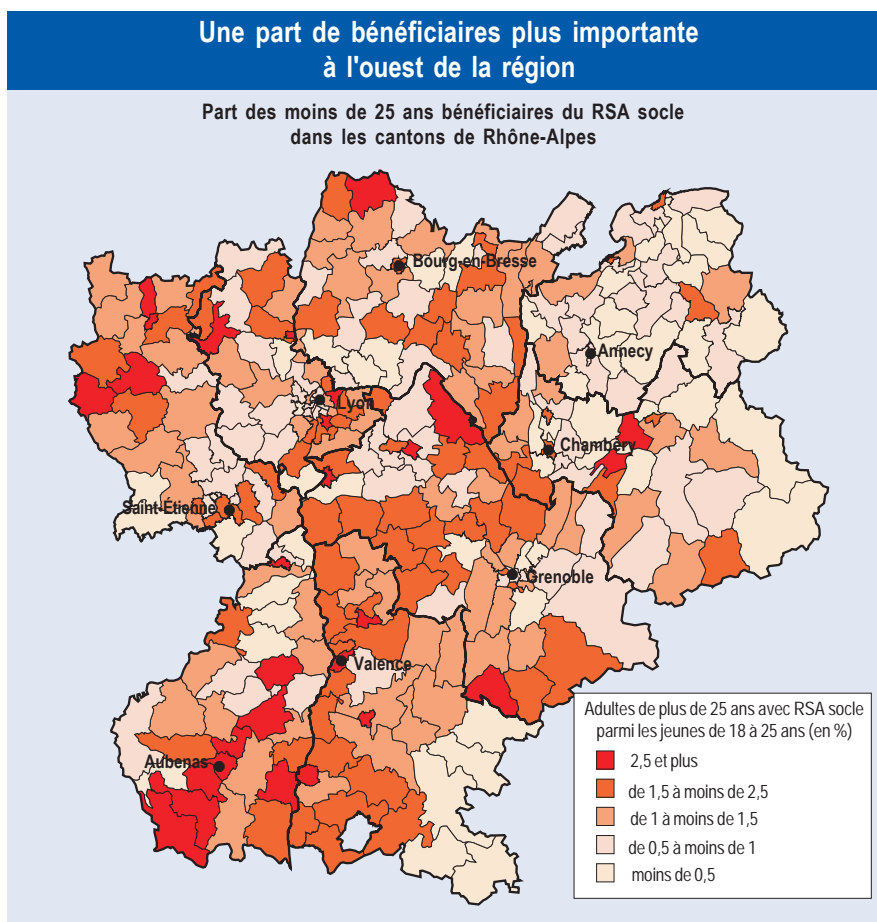 Une part de bénéficiaires plus importante
à l'ouest de la région
Part des moins de 25 ans bénéficiaires du RSA socle
dans les cantons de Rhône-Alpes
Bourg-en-Bresse
Annecy
Lyon
Chambéry
Saint-Étienne
Grenoble
Valence
Aubenas
Adultes de plus de 25 ans avec RSA socle
parmi les jeunes de 18 à 25 ans (en %)
2,5 et plus
de 1,5 à moins de 2,5
de 1 à moins de 1,5
de 0,5 à moins de 1
moins de 0,5